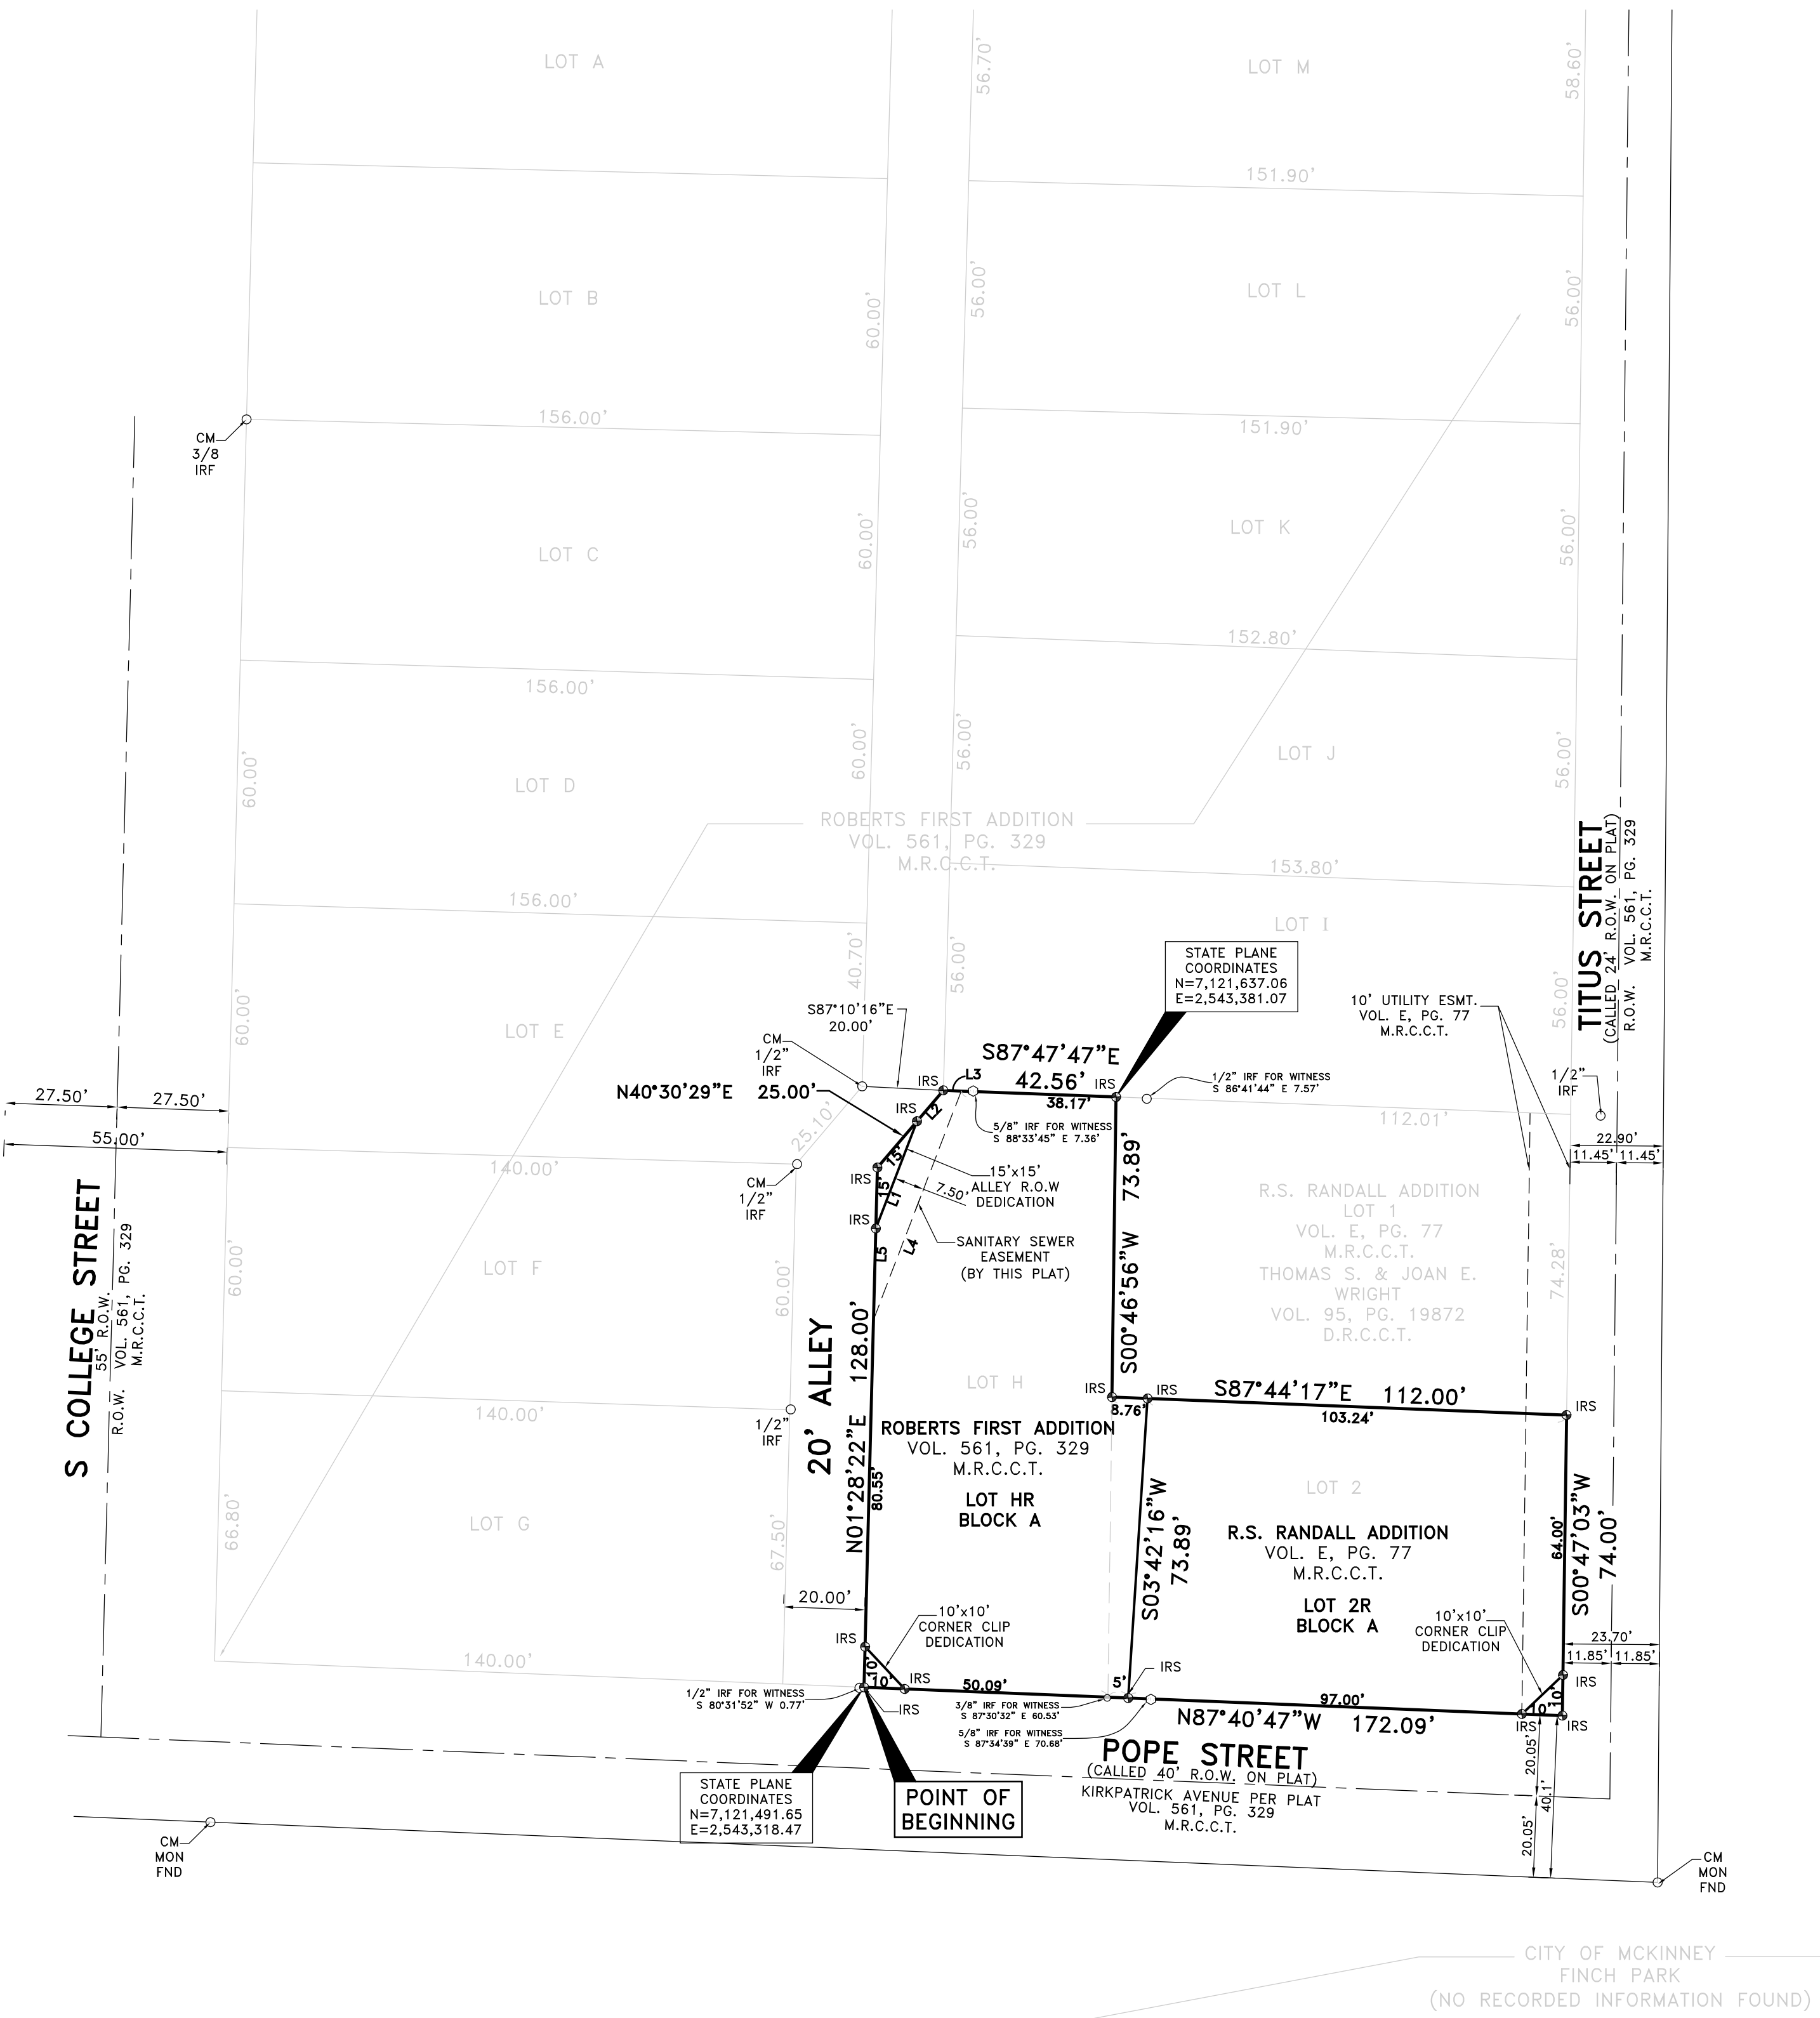 LOT A
56.70'
LOT M
58.60'
151.90'
LOT B
60.00'
56.00'
LOT L
56.00'
156.00'
151.90'
CM
3/8
IRF
LOT C
60.00'
56.00'
LOT K
56.00'
152.80'
156.00'
60.00'
LOT D
60.00'
56.00'
LOT J
56.00'
ROBERTS FIRST ADDITION
VOL. 561, PG. 329
M.R.C.C.T.
153.80'
156.00'
LOT I
TITUS STREET
(CALLED 24' R.O.W. ON PLAT)
R.O.W. VOL. 561, PG. 329
M.R.C.C.T.
60.00'
LOT E
40.70'
56.00'
56.00'
STATE PLANE
COORDINATES
N=7,121,637.06
E=2,543,381.07
10' UTILITY ESMT.
VOL. E, PG. 77
M.R.C.C.T.
S87°10'16"E
20.00'
CM
1/2"
IRF
S87°47'47"E
42.56'
L3
38.17'
IRS
IRS
1/2" IRF FOR WITNESS
S 86°41'44" E 7.57'
1/2"
IRF
27.50'
27.50'
55.00'
N40°30'29"E 25.00'
IRS
L2
5/8" IRF FOR WITNESS
S 88°33'45" E 7.36'
112.01'
22.90'
11.45'
11.45'
25.10'
140.00'
CM
1/2"
IRF
IRS
15'
15'
L1
7.50'
15'x15'
ALLEY R.O.W
DEDICATION
73.89'
S00°46'56"W
R.S. RANDALL ADDITION
LOT 1
VOL. E, PG. 77
M.R.C.C.T.
THOMAS S. & JOAN E.
WRIGHT
VOL. 95, PG. 19872
D.R.C.C.T.
74.28'
IRS
L5
L4
SANITARY SEWER
EASEMENT
(BY THIS PLAT)
S COLLEGE STREET
55' R.O.W.
R.O.W. VOL. 561, PG. 329
M.R.C.C.T.
60.00'
LOT F
60.00'
20' ALLEY
N01°28'22"E 128.00'
80.55'
LOT H
IRS
IRS
8.76'
S87°44'17"E 112.00'
103.24'
IRS
140.00'
1/2"
IRF
ROBERTS FIRST ADDITION
VOL. 561, PG. 329
M.R.C.C.T.
LOT HR
BLOCK A
S03°42'16"W
73.89'
LOT 2
R.S. RANDALL ADDITION
VOL. E, PG. 77
M.R.C.C.T.
LOT 2R
BLOCK A
64.00'
S00°47'03"W
74.00'
66.80'
LOT G
67.50'
20.00'
10'x10'
CORNER CLIP
DEDICATION
10'x10'
CORNER CLIP
DEDICATION
23.70'
11.85'
11.85'
140.00'
IRS
10'
10'
IRS
IRS
50.09'
5'
IRS
97.00'
10'
10'
IRS
IRS
1/2" IRF FOR WITNESS
S 80°31'52" W 0.77'
3/8" IRF FOR WITNESS
S 87°30'32" E 60.53'
5/8" IRF FOR WITNESS
S 87°34'39" E 70.68'
N87°40'47"W 172.09'
POPE STREET
(CALLED 40' R.O.W. ON PLAT)
KIRKPATRICK AVENUE PER PLAT
VOL. 561, PG. 329
M.R.C.C.T.
20.05'
20.05'
40.1'
STATE PLANE
COORDINATES
N=7,121,491.65
E=2,543,318.47
POINT OF
BEGINNING
CM
MON
FND
CM
MON
FND
CITY OF MCKINNEY
FINCH PARK
(NO RECORDED INFORMATION FOUND)